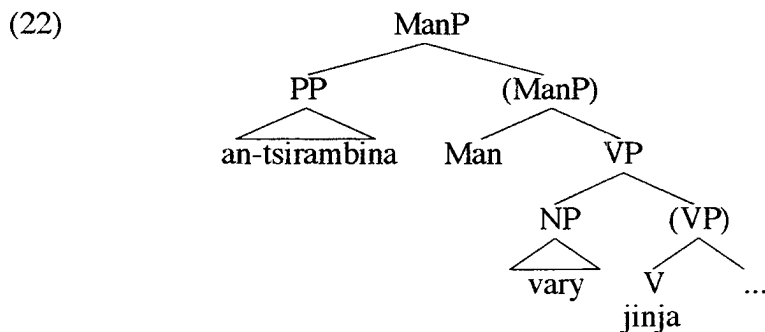 (22) ManP
PP (ManP)
an-tsirambina Man VP
NP (VP)
vary V ...
jinja